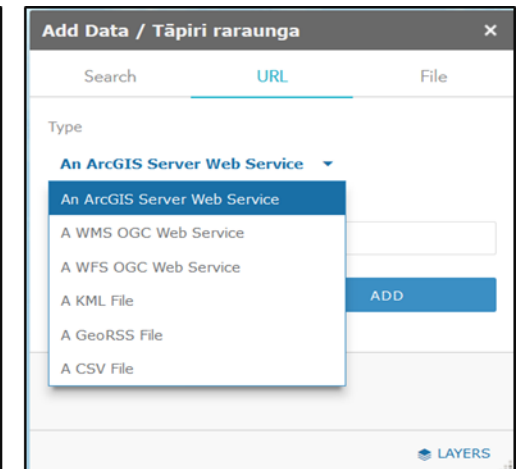 Add Data / Tāpiri raraunga ×
Search URL File
Type
An ArcGIS Server Web Service
An ArcGIS Server Web Service
A WMS OGC Web Service
A WFS OGC Web Service
A KML File
ADD
A GeoRSS File
A CSV File
LAYERS